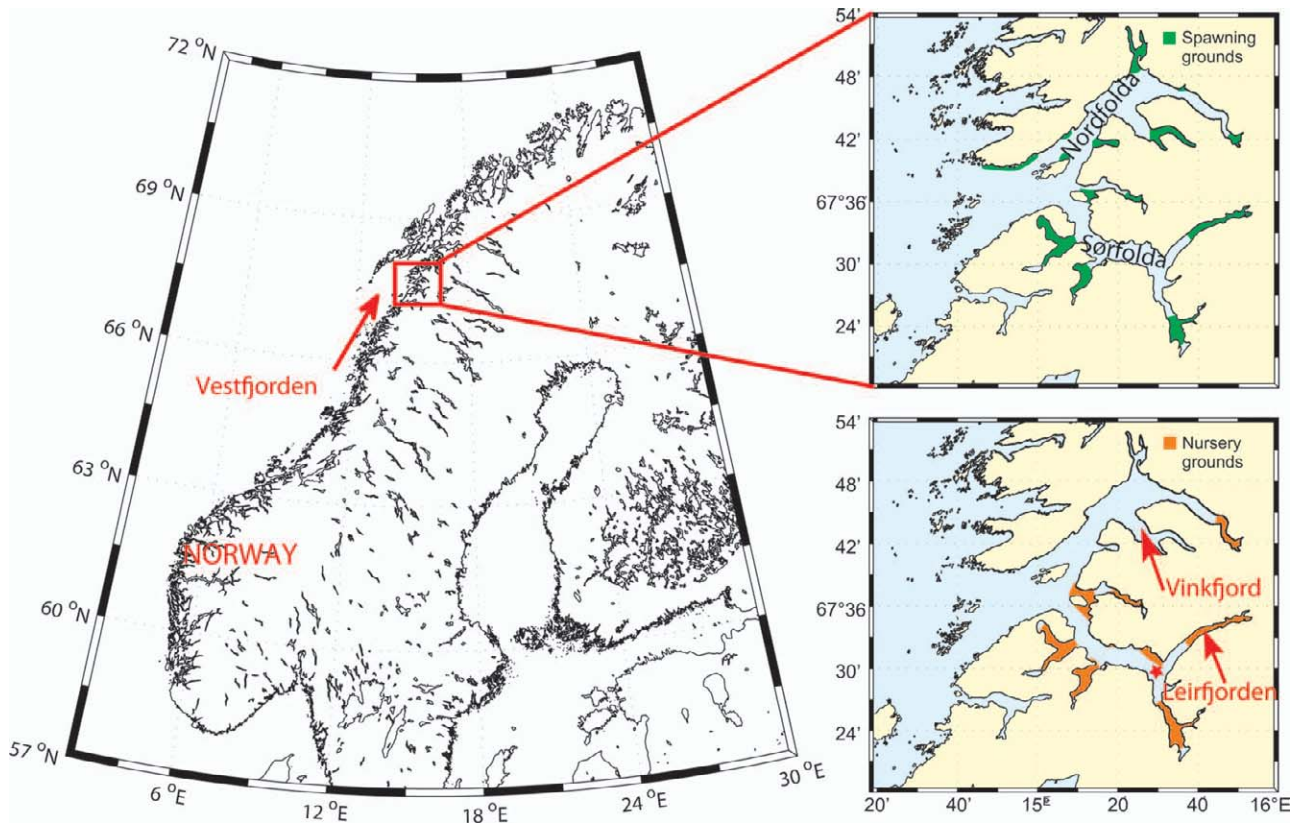 72 °N
69 °N
66 °N
63 °N
60 °N
57 °N
6 °E
12 °E
18 °E
24 °E
30 °E
Vestfjorden
NORWAY
54'
48'
42'
67°36'
30'
24'
Spawning
grounds
Nordfolda
Sørfolda
54'
48'
42'
67°36'
30'
24'
Nursery
grounds
Vinkfjord
Leirfjorden
20'
40'
15ᴱ
20
40'
16°E